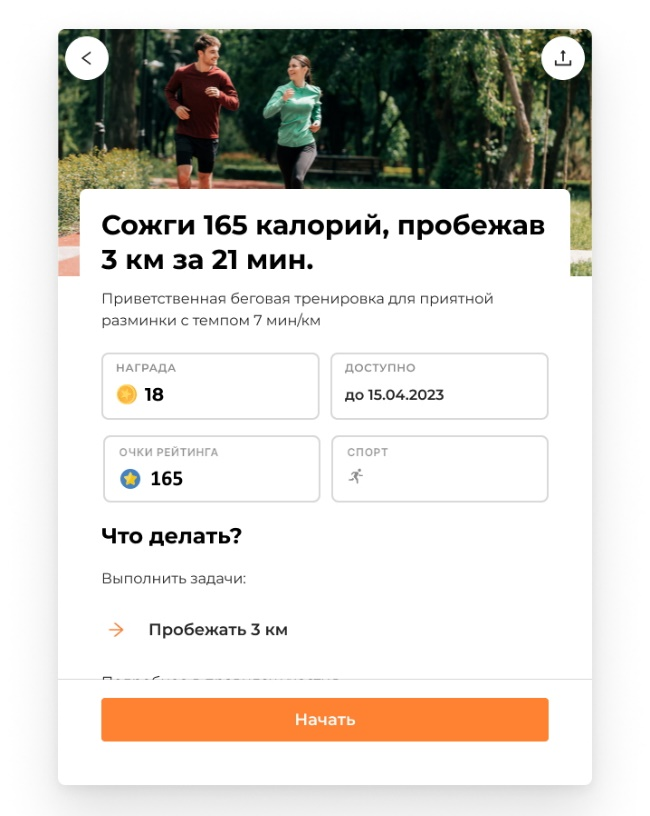 Сожги 165 калорий, пробежав
3 км за 21 мин.
Приветственная беговая тренировка для приятной
разминки с темпом 7 мин/км
НАГРАДА
18
ДОСТУПНО
до 15.04.2023
ОЧКИ РЕЙТИНГА
165
СПОРТ
Что делать?
Выполнить задачи:
Пробежать 3 км
Подробнее в
Начать